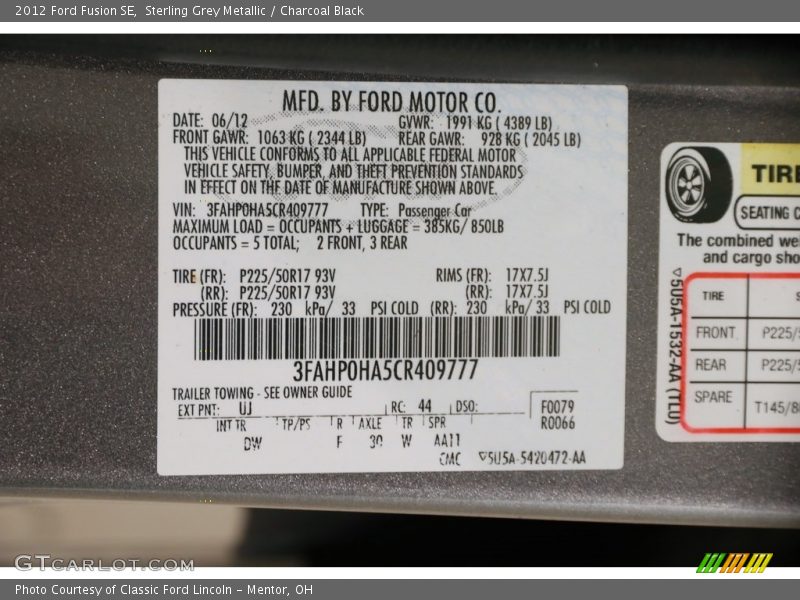 2012 Ford Fusion SE,  Sterling Grey Metallic / Charcoal Black
MFD. BY FORD MOTOR CO.
DATE: 06/12 GVWR: 1991 KG ( 4389 LB)
FRONT GAWR: 1063 KG ( 2344 LB) REAR GAWR: 928 KG ( 2045 LB)
THIS VEHICLE CONFORMS TO ALL APPLICABLE FEDERAL MOTOR
VEHICLE SAFETY, BUMPER, AND THEFT PREVENTION STANDARDS
IN EFFECT ON THE DATE OF MANUFACTURE SHOWN ABOVE.
VIN: 3FAHP0HA5CR409777 TYPE: Passenger Car
MAXIMUM LOAD = OCCUPANTS + LUGGAGE = 385KG/ 850LB
OCCUPANTS = 5 TOTAL; 2 FRONT, 3 REAR
TIRE (FR): P225/50R17 93V RIMS (FR): 17X7.5J
(RR): P225/50R17 93V (RR): 17X7.5J
PRESSURE (FR): 230 kPa/ 33 PSI COLD (RR): 230 kPa/ 33 PSI COLD
3FAHP0HA5CR409777
TRAILER TOWING - SEE OWNER GUIDE
EXT PNT: UJ RC: 44 DSO: F0079
R0066
INT TR TP/PS R AXLE TR SPR
DW F 30 W AA11
CMC ▽5U5A-5420472-AA
TIRE
SEATING C
The combined we
and cargo sho
▽5U5A-1532-AA (TL0)
TIRE S
FRONT P225/5
REAR P225/5
SPARE T145/8
GTCARLOT.COM
Photo Courtesy of Classic Ford Lincoln - Mentor, OH